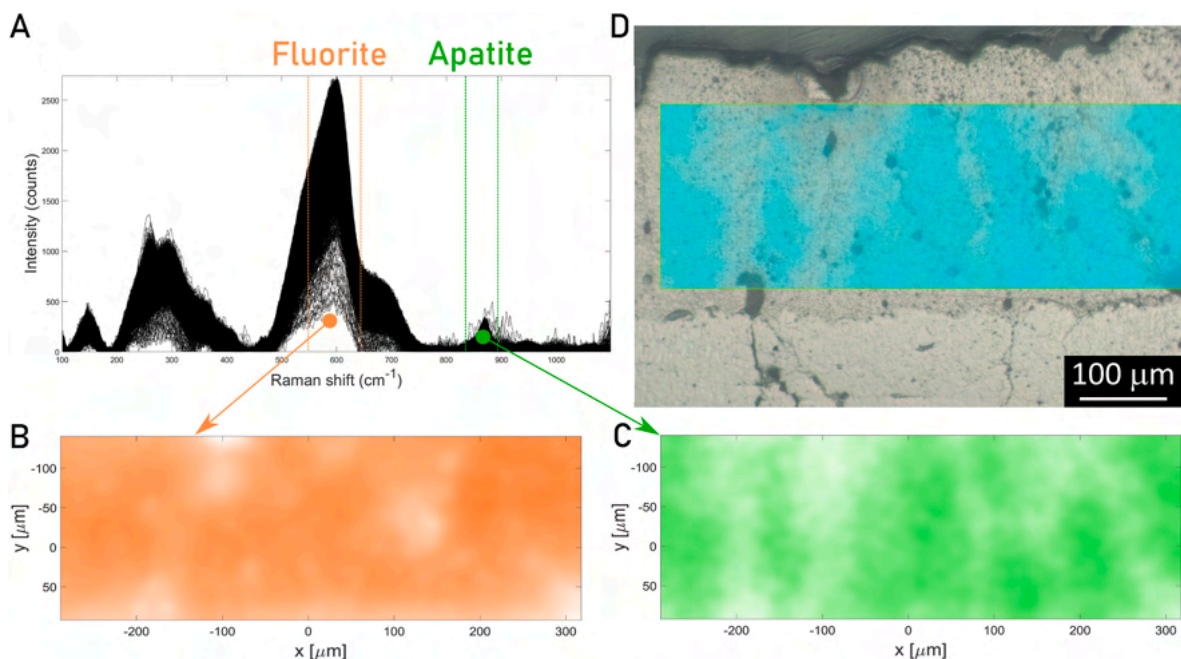 A
Fluorite
Apatite
D
2500
2000
1500
1000
500
0
Intensity (counts)
100 200 300 400 500 600 700 800 900 1000
Raman shift (cm⁻¹)
100 μm
B
C
-100
-50
0
50
y [μm]
-200 -100 0 100 200 300
x [μm]
-100
-50
0
50
y [μm]
-200 -100 0 100 200 300
x [μm]